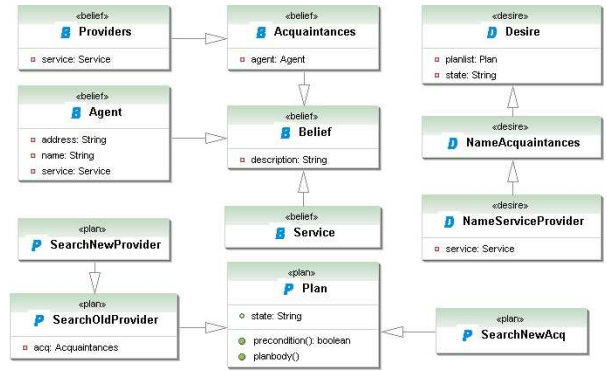 «belief»
B Providers
service: Service
«belief»
B Acquaintances
agent: Agent
«desire»
D Desire
planlist: Plan
state: String
«belief»
B Agent
address: String
name: String
service: Service
«belief»
B Belief
description: String
«desire»
D NameAcquaintances
«belief»
B Service
«desire»
D NameServiceProvider
service: Service
«plan»
P SearchNewProvider
«plan»
P SearchOldProvider
acq: Acquaintances
«plan»
P Plan
state: String
precondition(): boolean
planbody()
«plan»
P SearchNewAcq